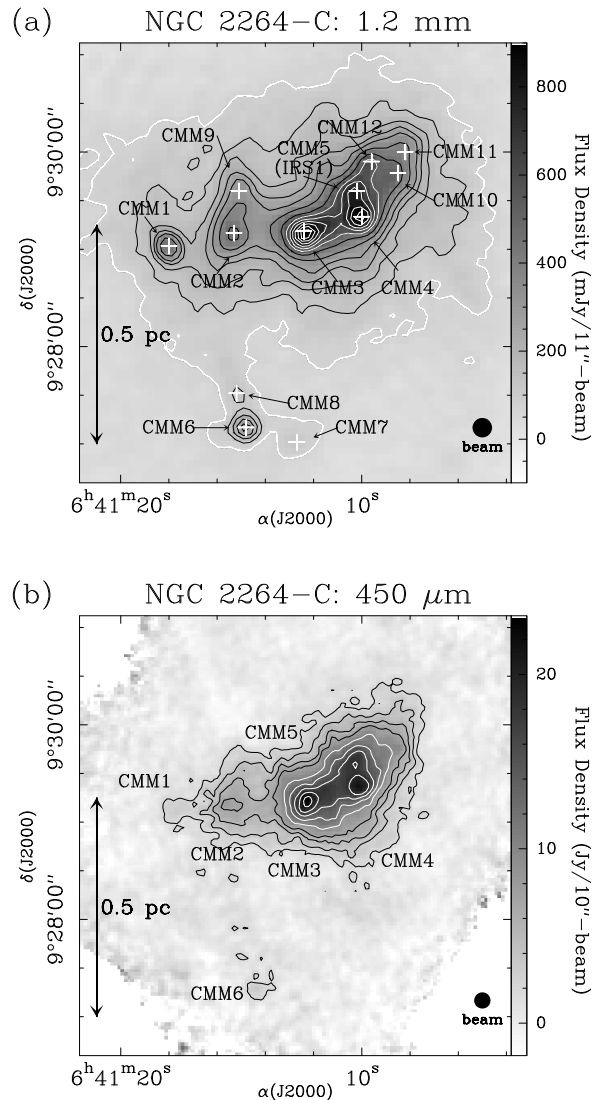 (a) NGC 2264-C: 1.2 mm
CMM9
CMM12
CMM5
(IRS1)
CMM11
CMM10
CMM1
CMM2
CMM3
CMM4
0.5 pc
CMM8
CMM6
CMM7
beam
9°30'00"
9°28'00"
δ(J2000)
6h41m20s
10s
α(J2000)
800
600
400
200
0
Flux Density (mJy/11"-beam)
(b) NGC 2264-C: 450 μm
CMM5
CMM1
CMM2
CMM3
CMM4
0.5 pc
CMM6
beam
9°30'00"
9°28'00"
δ(J2000)
6h41m20s
10s
α(J2000)
20
10
0
Flux Density (Jy/10"-beam)